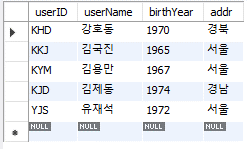 userID userName birthYear addr
KHD 강호동 1970 경북
KKJ 김국진 1965 서울
KYM 김용만 1967 서울
KJD 김제동 1974 경남
YJS 유재석 1972 서울
NULL NULL NULL NULL